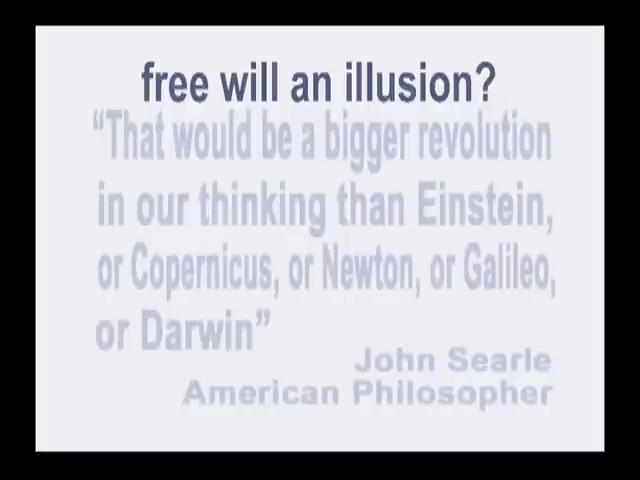 free will an illusion?
“That would be a bigger revolution
in our thinking than Einstein,
or Copernicus, or Newton, or Galileo,
or Darwin”
John Searle
American Philosopher